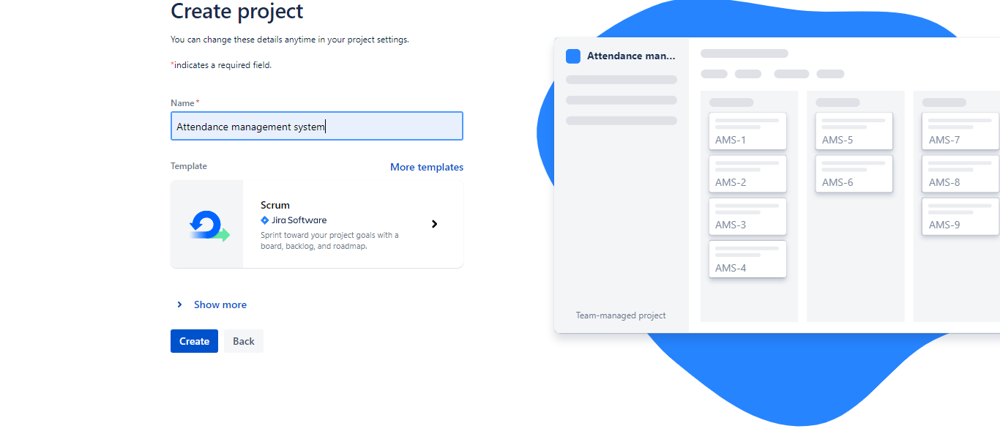 Create project
You can change these details anytime in your project settings.
*indicates a required field.
Name*
Attendance management system
Template
More templates
Scrum
Jira Software
Sprint toward your project goals with a
board, backlog, and roadmap.
Show more
Create
Back
Attendance man...
AMS-1
AMS-2
AMS-3
AMS-4
AMS-5
AMS-6
AMS-7
AMS-8
AMS-9
Team-managed project